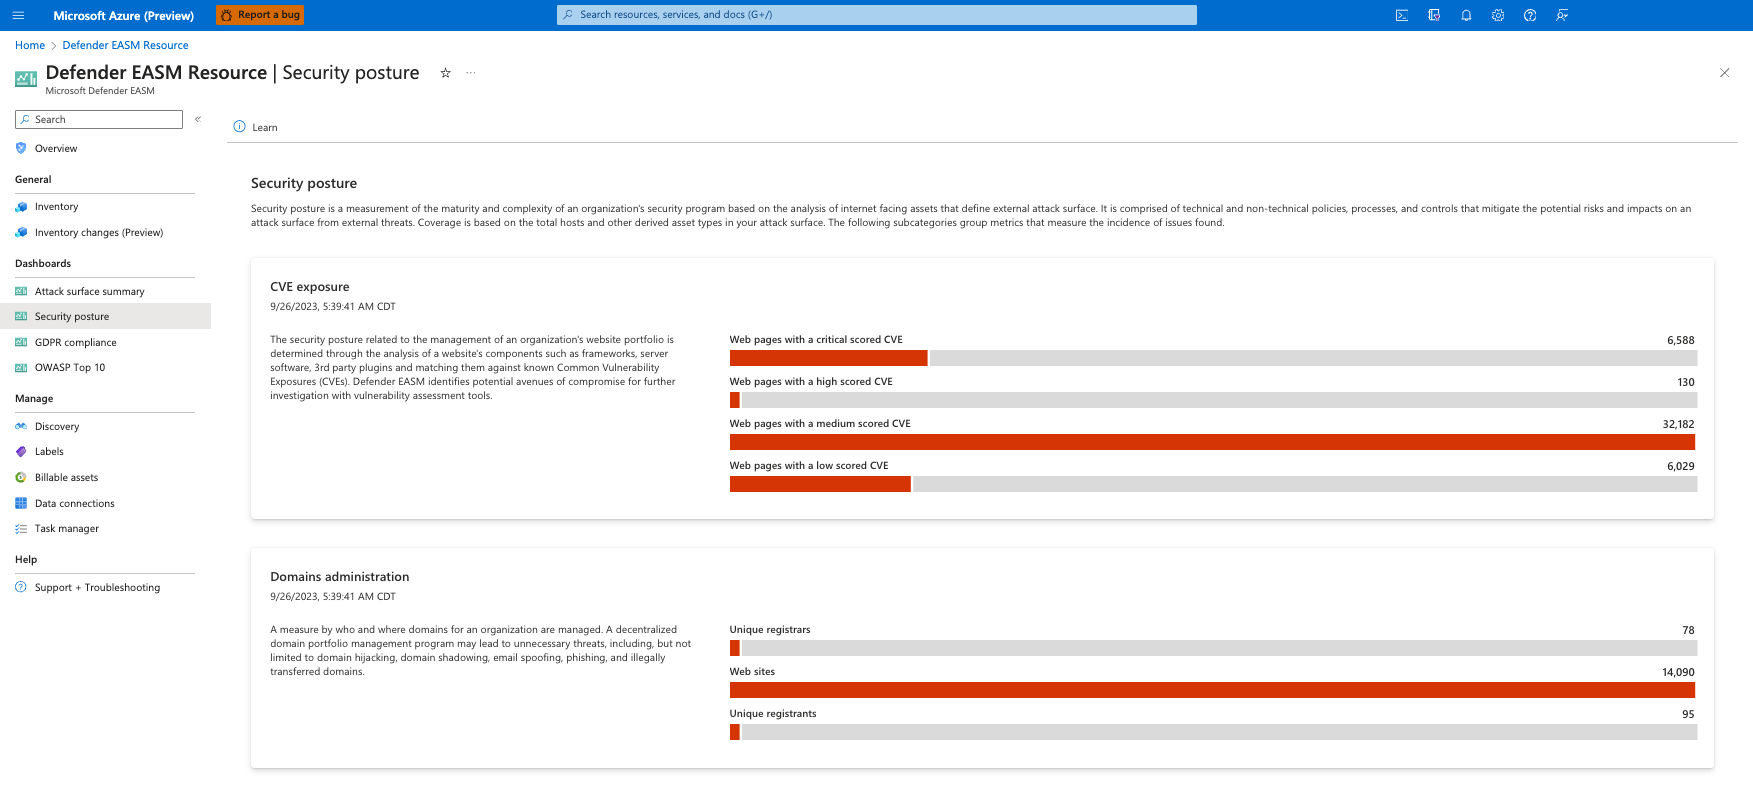 Microsoft Azure (Preview)
Report a bug
Search resources, services, and docs (G+/)
Home > Defender EASM Resource
Defender EASM Resource | Security posture
Microsoft Defender EASM
Search
Overview
General
Inventory
Inventory changes (Preview)
Dashboards
Attack surface summary
Security posture
GDPR compliance
OWASP Top 10
Manage
Discovery
Labels
Billable assets
Data connections
Task manager
Help
Support + Troubleshooting
Learn
Security posture
Security posture is a measurement of the maturity and complexity of an organization's security program based on the analysis of internet facing assets that define external attack surface. It is comprised of technical and non-technical policies, processes, and controls that mitigate the potential risks and impacts on an
attack surface from external threats. Coverage is based on the total hosts and other derived asset types in your attack surface. The following subcategories group metrics that measure the incidence of issues found.
CVE exposure
9/26/2023, 5:39:41 AM CDT
The security posture related to the management of an organization's website portfolio is
determined through the analysis of a website's components such as frameworks, server
software, 3rd party plugins and matching them against known Common Vulnerability
Exposures (CVEs). Defender EASM identifies potential avenues of compromise for further
investigation with vulnerability assessment tools.
Web pages with a critical scored CVE 6,588
Web pages with a high scored CVE 130
Web pages with a medium scored CVE 32,182
Web pages with a low scored CVE 6,029
Domains administration
9/26/2023, 5:39:41 AM CDT
A measure by who and where domains for an organization are managed. A decentralized
domain portfolio management program may lead to unnecessary threats, including, but not
limited to domain hijacking, domain shadowing, email spoofing, phishing, and illegally
transferred domains.
Unique registrars 78
Web sites 14,090
Unique registrants 95